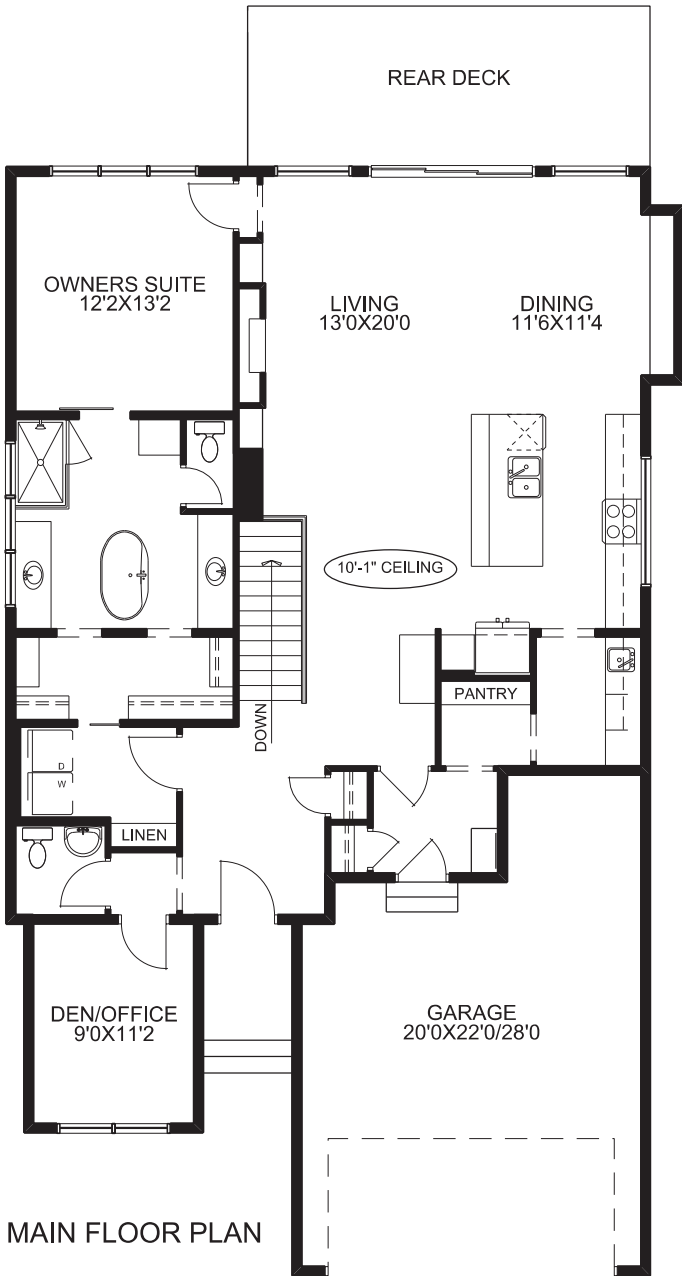 REAR DECK
OWNERS SUITE
12'2X13'2
LIVING
13'0X20'0
DINING
11'6X11'4
10'-1" CEILING
DOWN
PANTRY
D
W
LINEN
DEN/OFFICE
9'0X11'2
GARAGE
20'0X22'0/28'0
MAIN FLOOR PLAN